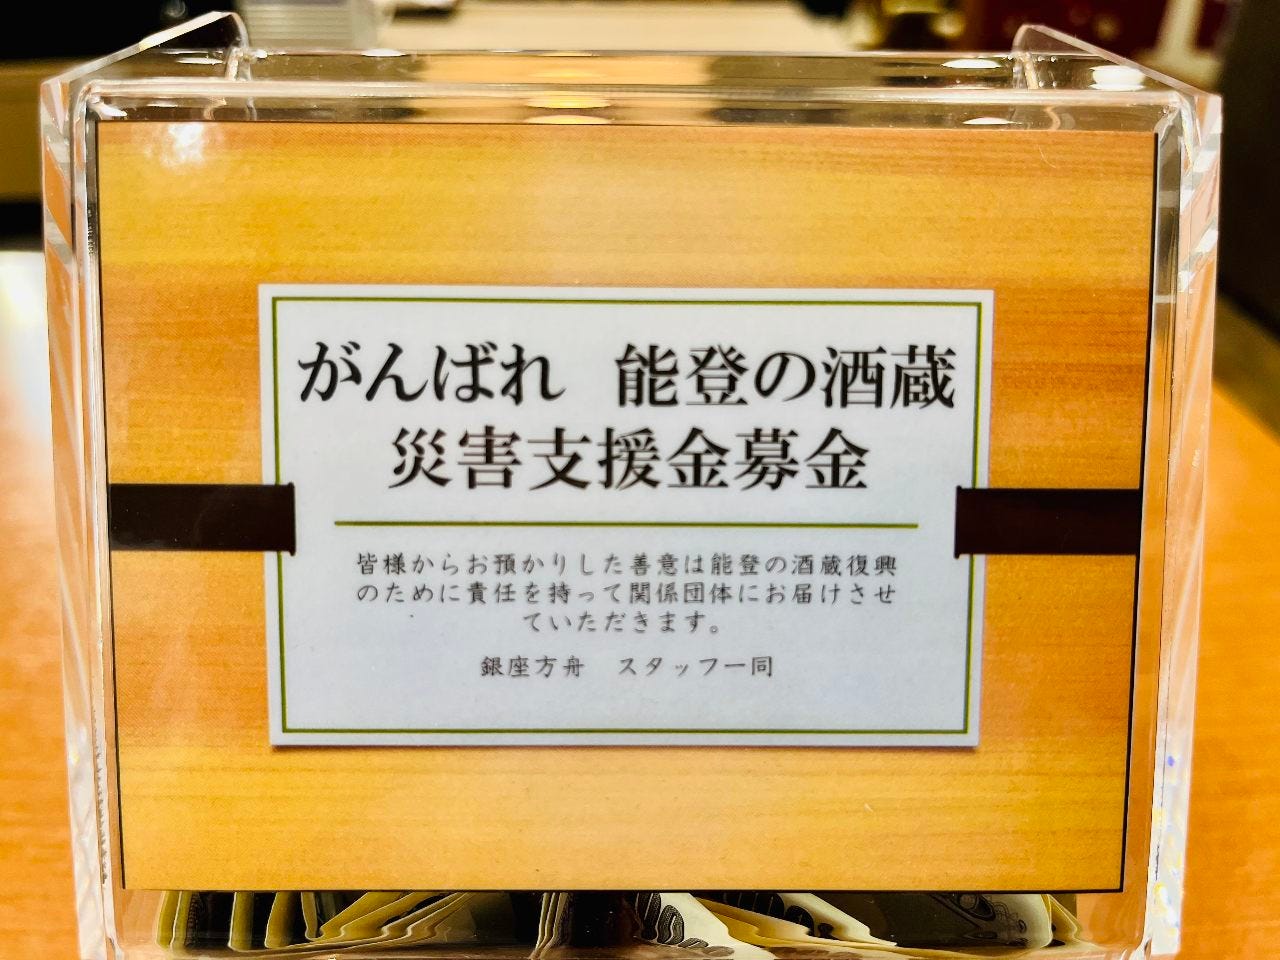 がんばれ 能登の酒蔵
災害支援金募金
皆様からお預かりした善意は能登の酒蔵復興
のために責任を持って関係団体にお届けさせ
ていただきます。
銀座方舟 スタッフ一同